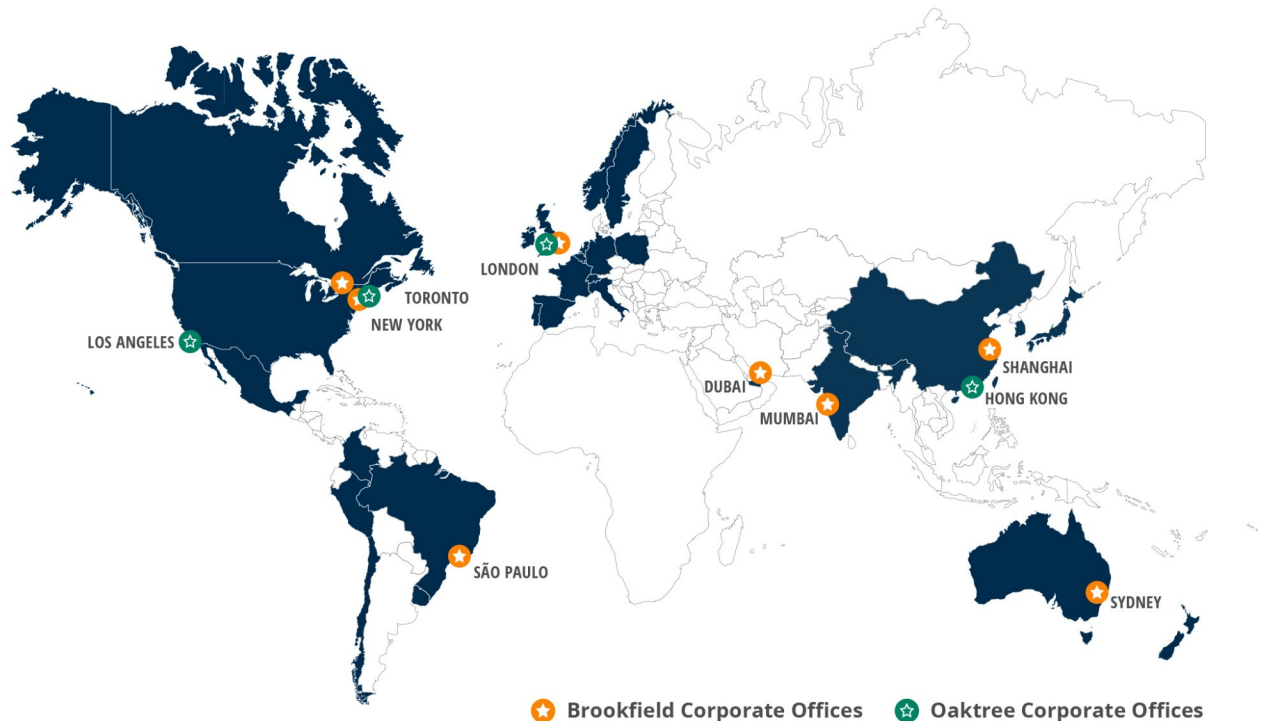 LONDON
TORONTO
NEW YORK
LOS ANGELES
SHANGHAI
DUBAI
HONG KONG
MUMBAI
SÃO PAULO
SYDNEY
Brookfield Corporate Offices
Oaktree Corporate Offices